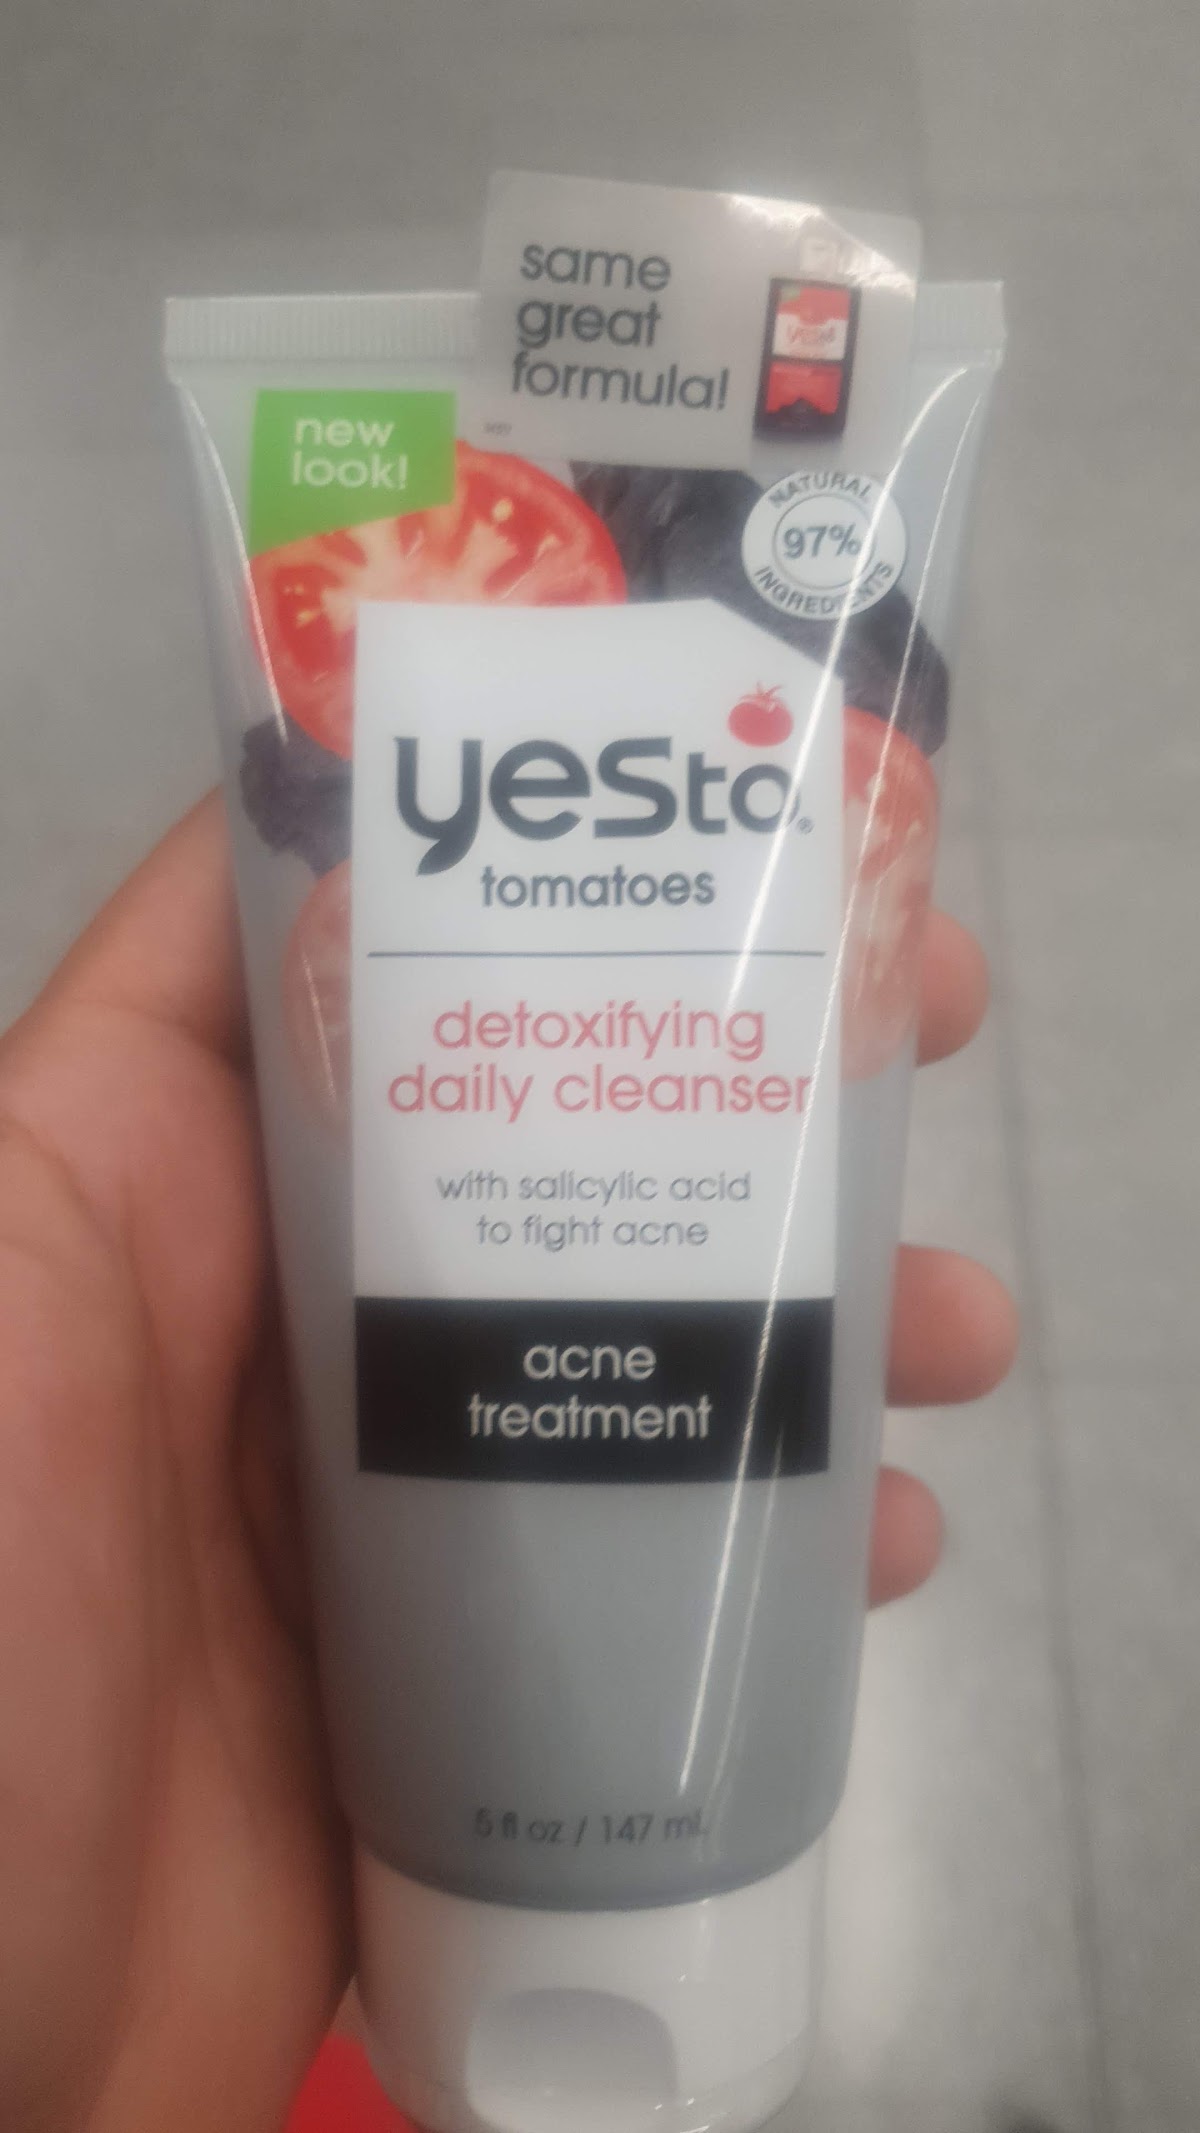 same
great
formula!
new
look!
NATURAL
97%
INGREDIENTS
yesto®
tomatoes
detoxifying
daily cleanser
with salicylic acid
to fight acne
acne
treatment
5 fl oz / 147 mL